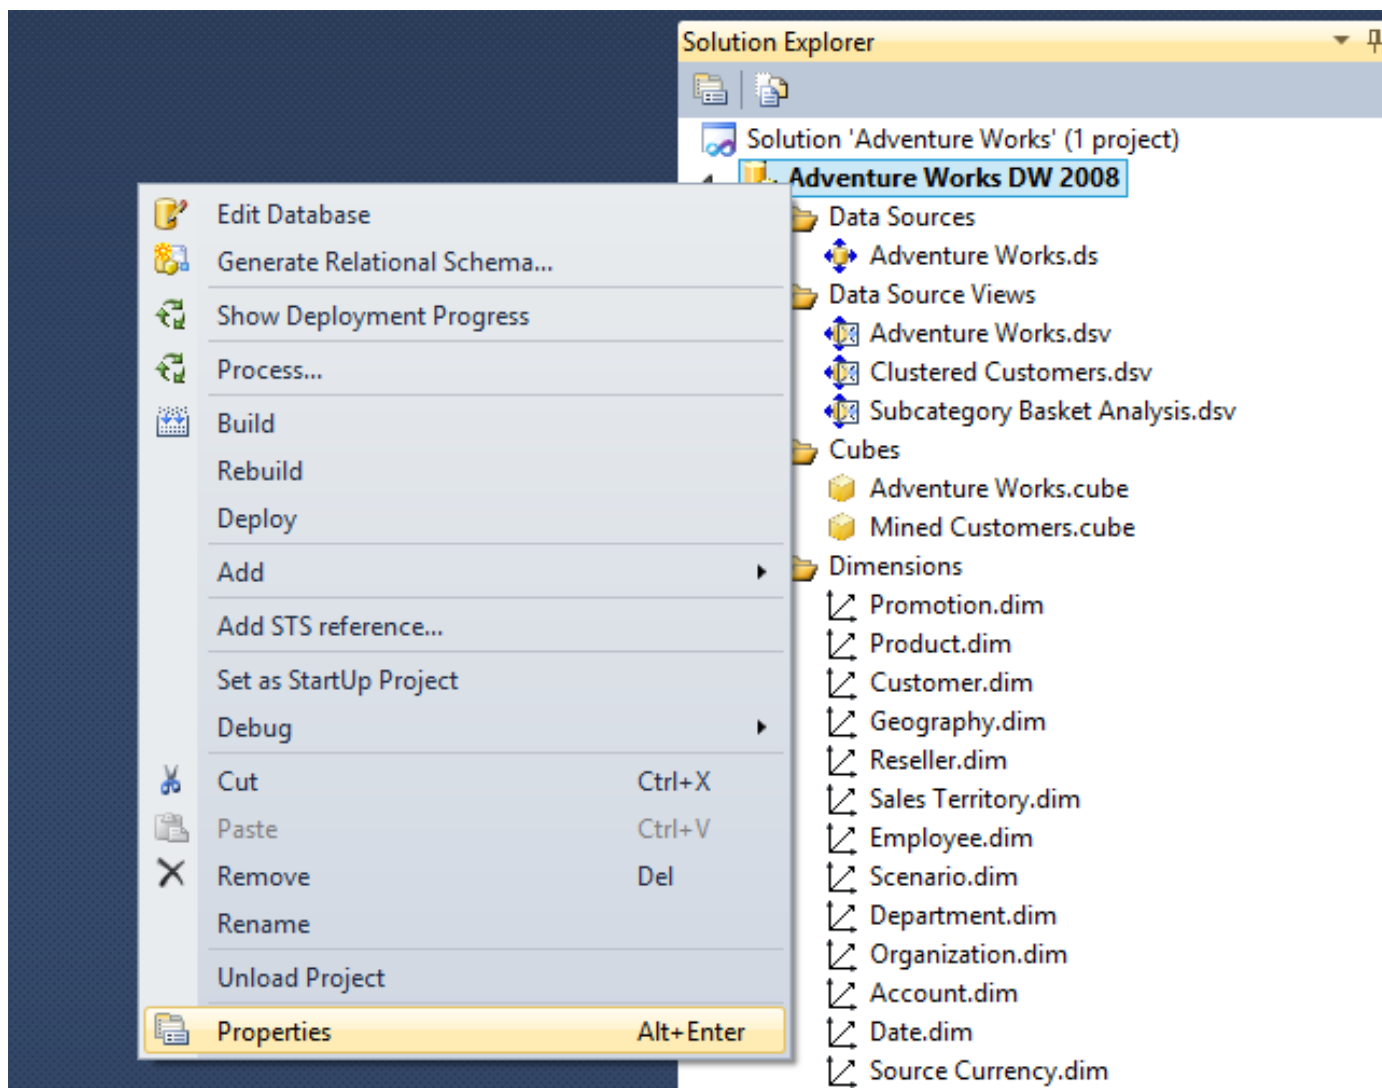 Solution Explorer
Solution 'Adventure Works' (1 project)
Adventure Works DW 2008
Data Sources
Adventure Works.ds
Data Source Views
Adventure Works.dsv
Clustered Customers.dsv
Subcategory Basket Analysis.dsv
Cubes
Adventure Works.cube
Mined Customers.cube
Dimensions
Promotion.dim
Product.dim
Customer.dim
Geography.dim
Reseller.dim
Sales Territory.dim
Employee.dim
Scenario.dim
Department.dim
Organization.dim
Account.dim
Date.dim
Source Currency.dim
Edit Database
Generate Relational Schema...
Show Deployment Progress
Process...
Build
Rebuild
Deploy
Add
Add STS reference...
Set as StartUp Project
Debug
Cut Ctrl+X
Paste Ctrl+V
Remove Del
Rename
Unload Project
Properties Alt+Enter